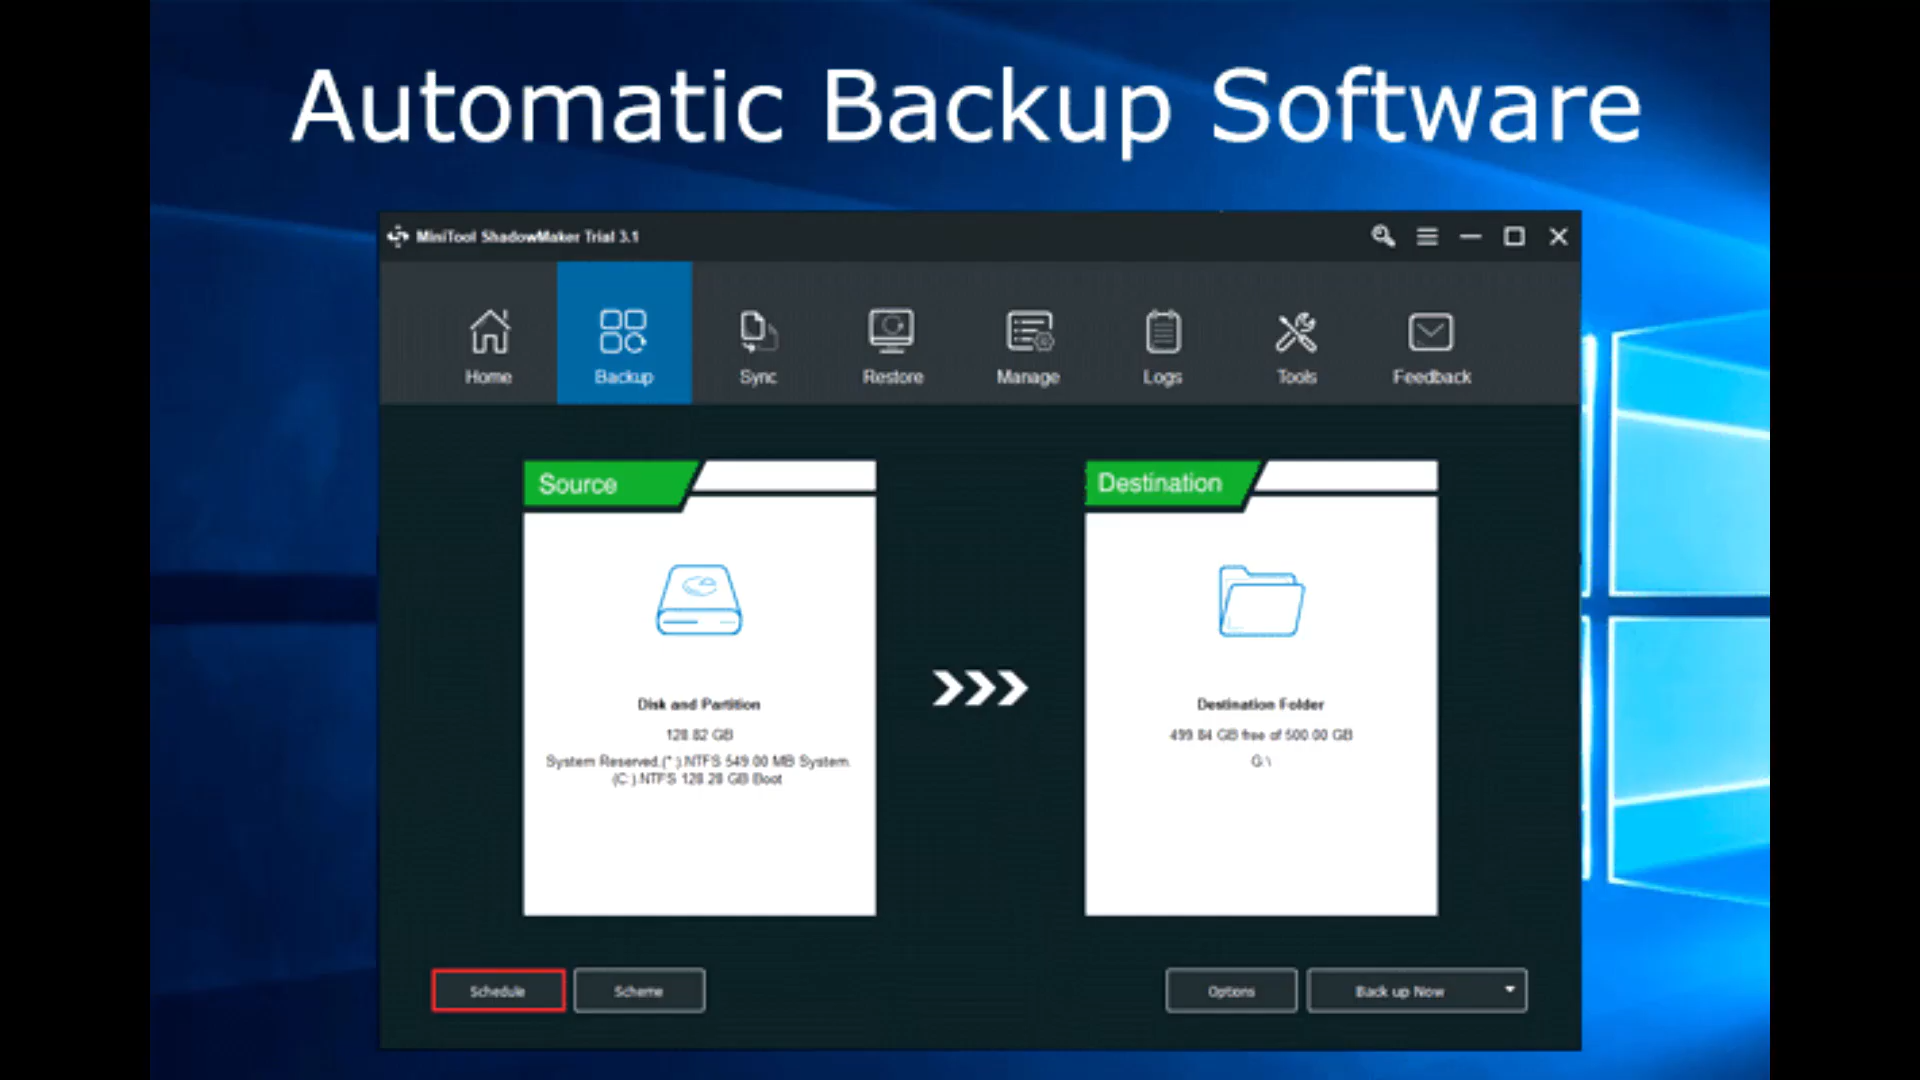 Automatic Backup Software
MiniTool ShadowMaker Trial 3.1
Home Backup Sync Restore Manage Logs Tools Feedback
Source
Disk and Partition
128.82 GB
System Reserved,(*:).NTFS 549.00 MB System.
(C:).NTFS 128.28 GB Boot
Destination
Destination Folder
499.84 GB free of 500.00 GB
G:\
Schedule Scheme Options Back up Now